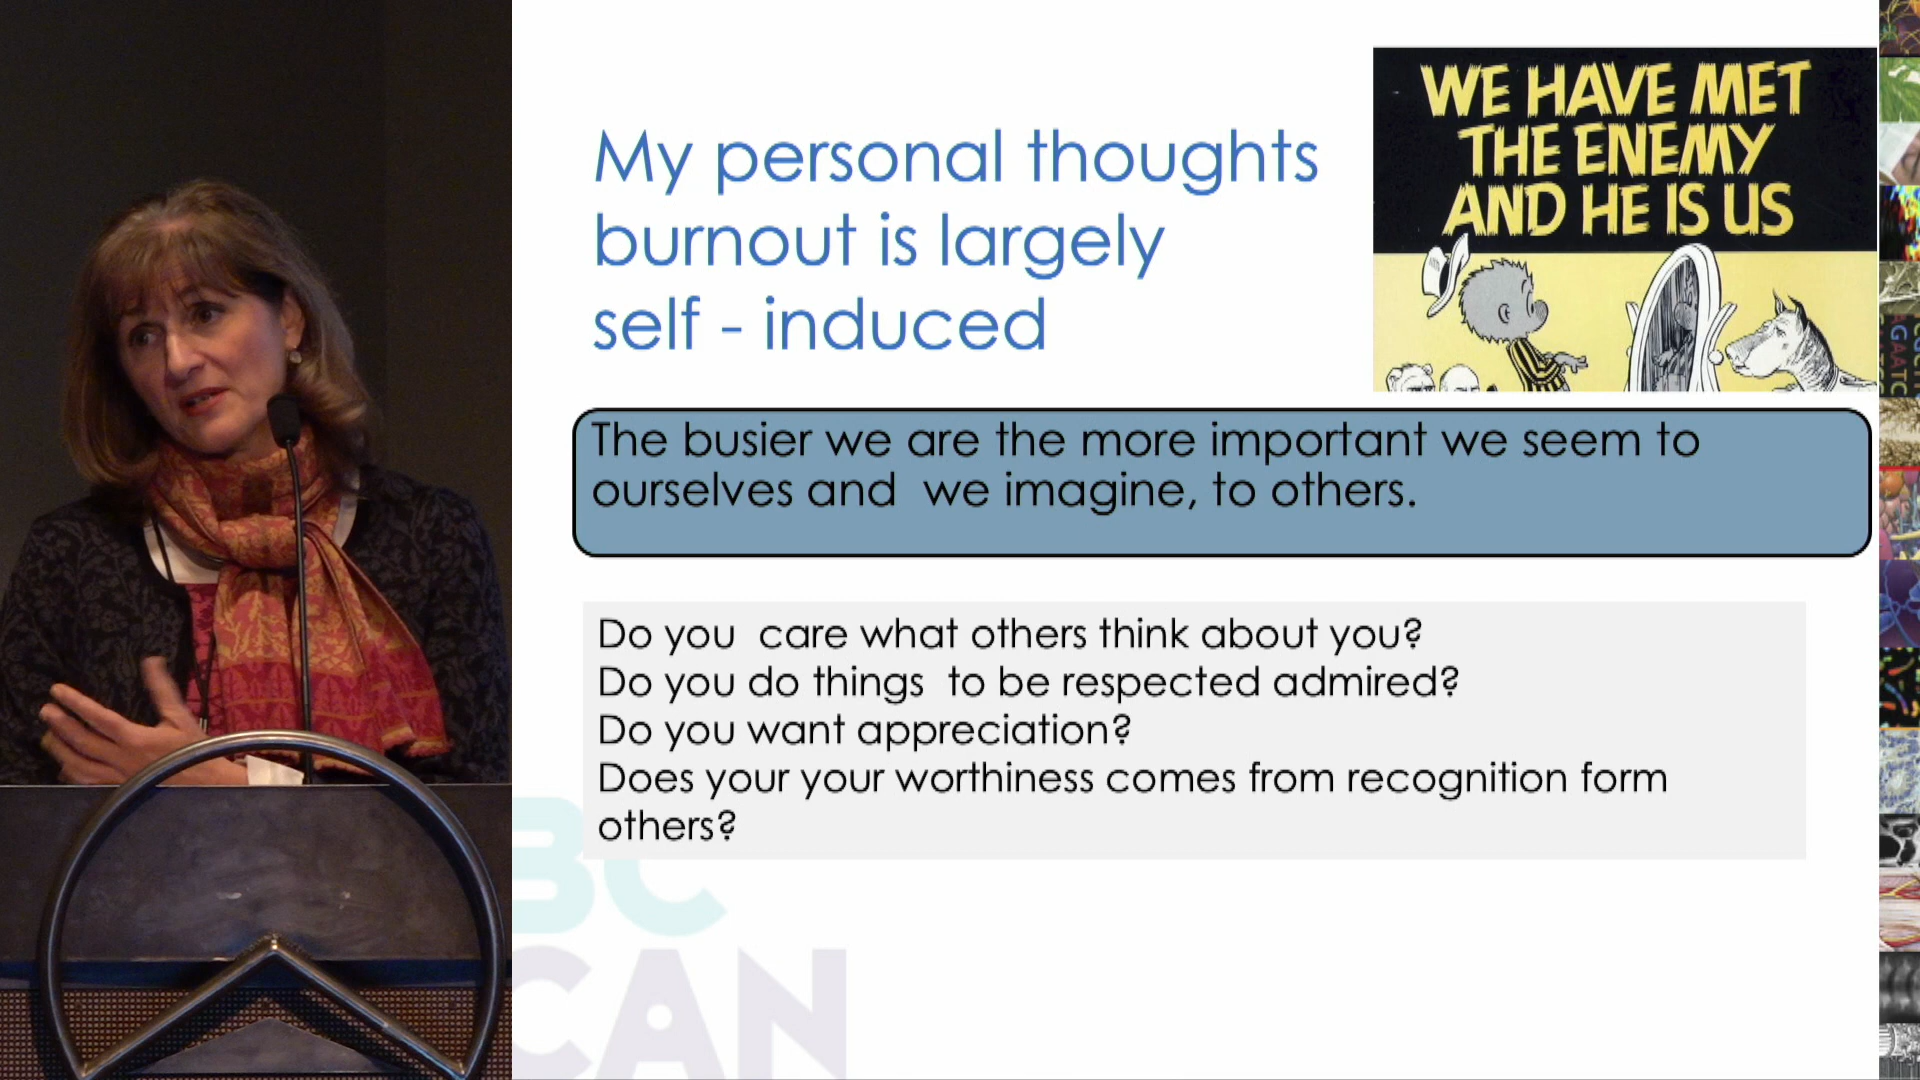 My personal thoughts
burnout is largely
self - induced
WE HAVE MET
THE ENEMY
AND HE IS US
The busier we are the more important we seem to
ourselves and we imagine, to others.
Do you care what others think about you?
Do you do things to be respected admired?
Do you want appreciation?
Does your your worthiness comes from recognition form
others?
BC
CAN